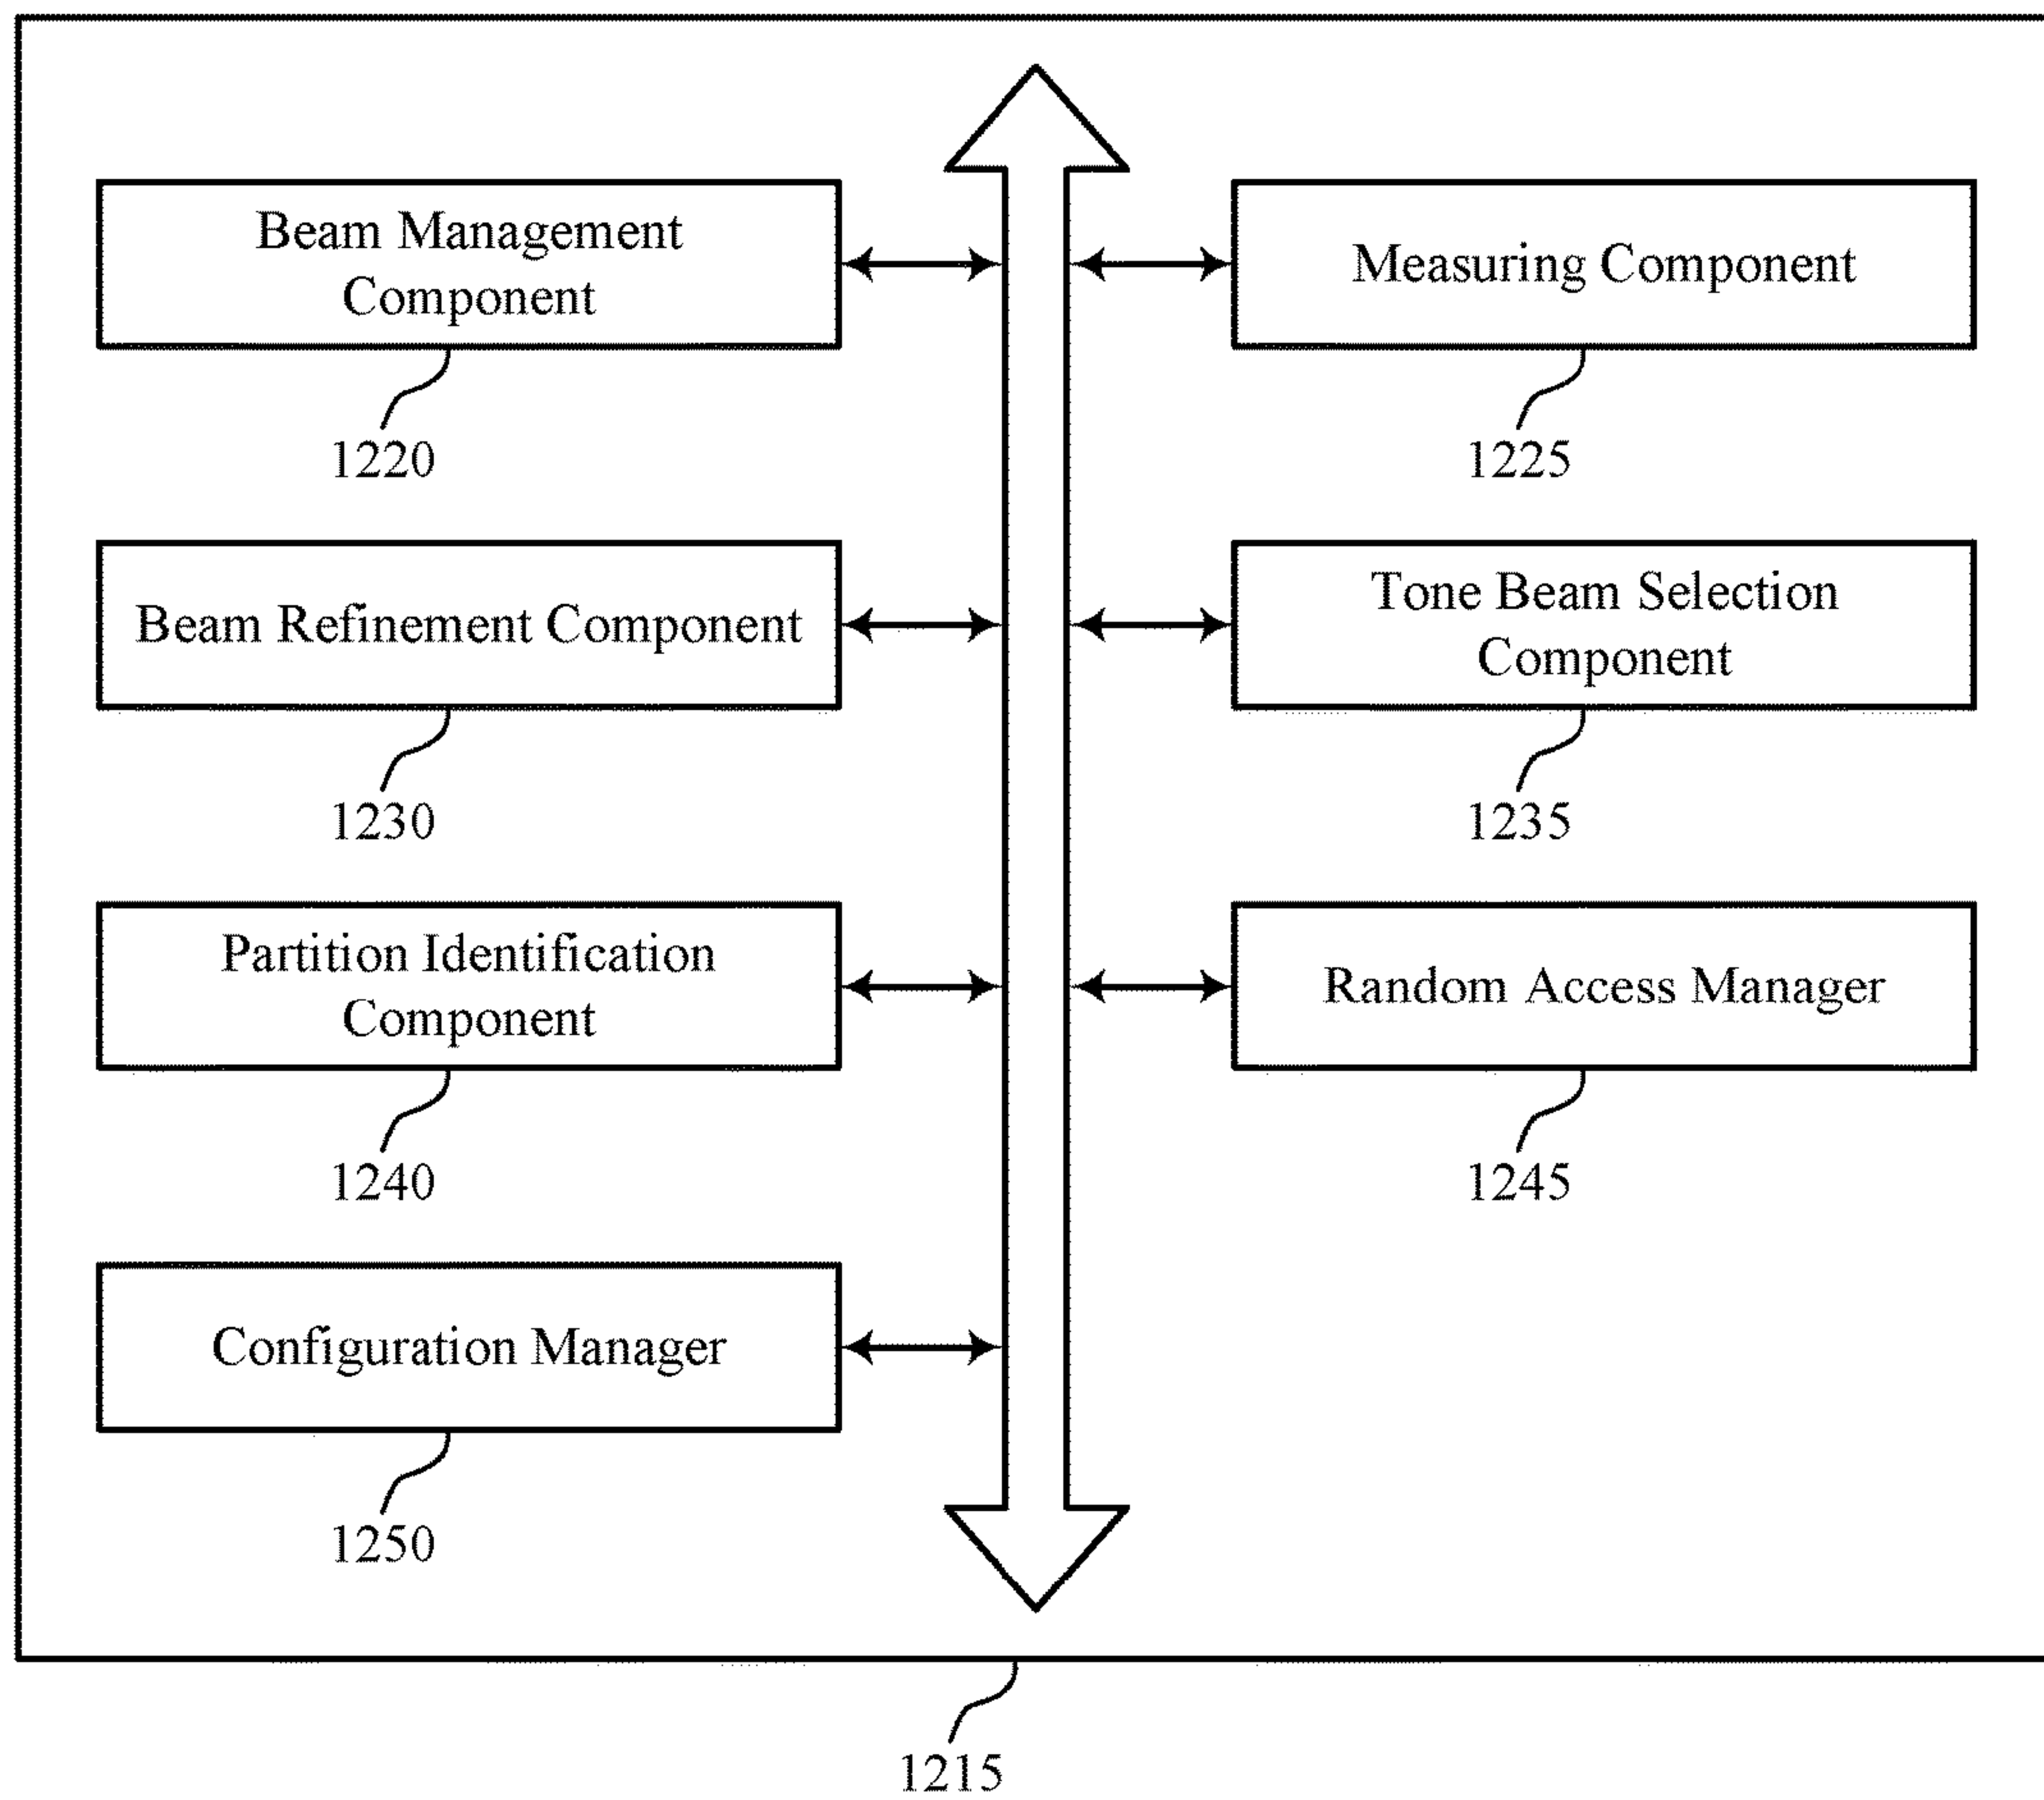 Beam Management
Component
1220
Measuring Component
1225
Beam Refinement Component
1230
Tone Beam Selection
Component
1235
Partition Identification
Component
1240
Random Access Manager
1245
Configuration Manager
1250
1215